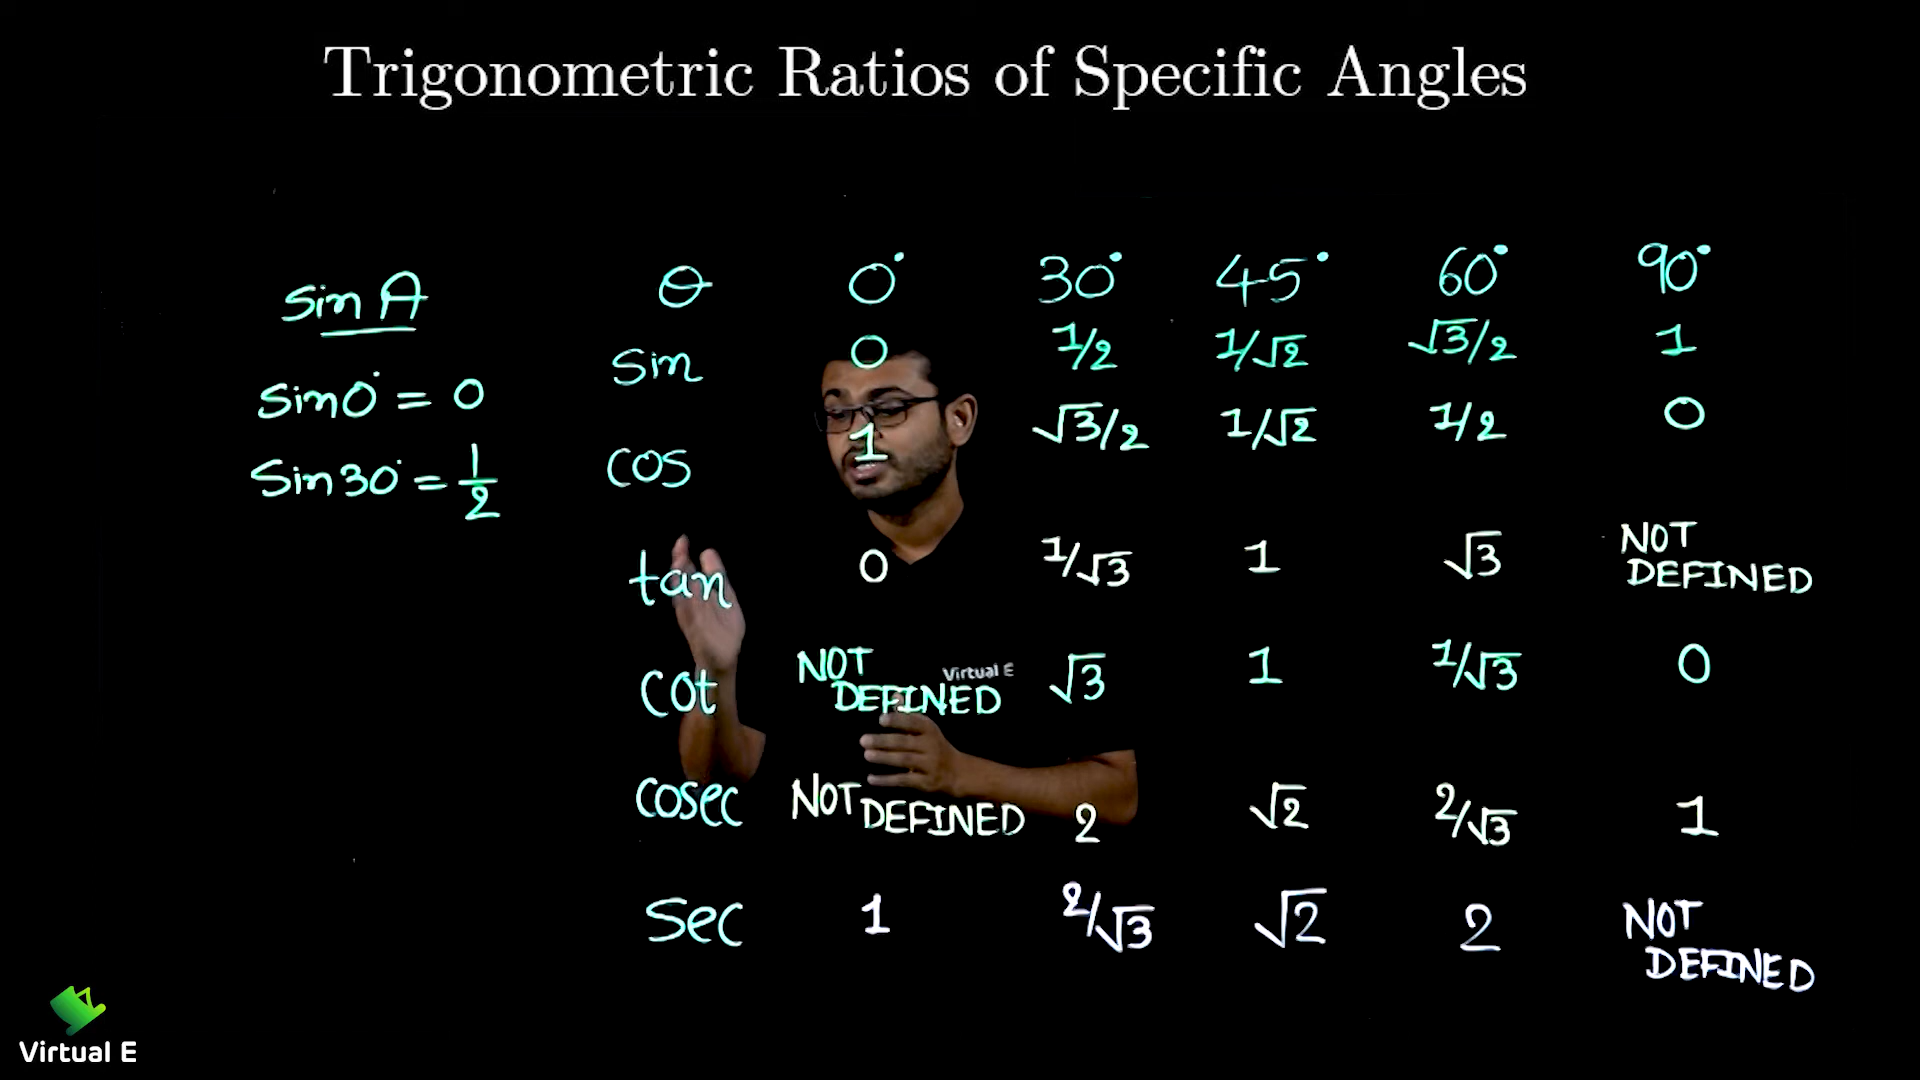 Trigonometric Ratios of Specific Angles
sin A
sin 0° = 0
sin 30° = 1/2
θ 0° 30° 45° 60° 90°
sin 0 1/2 1/√2 √3/2 1
cos 1 √3/2 1/√2 1/2 0
tan 0 1/√3 1 √3 NOT DEFINED
cot NOT DEFINED √3 1 1/√3 0
cosec NOT DEFINED 2 √2 2/√3 1
sec 1 2/√3 √2 2 NOT DEFINED
Virtual E
Virtual E